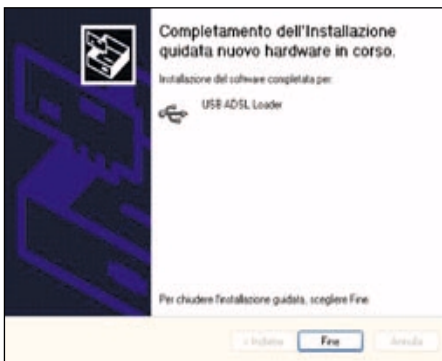 Completamento dell'Installazione
guidata nuovo hardware in corso.
Installazione del software completata per:
USB ADSL Loader
Per chiudere l'installazione guidata, scegliere Fine.
< Indietro Fine Annulla